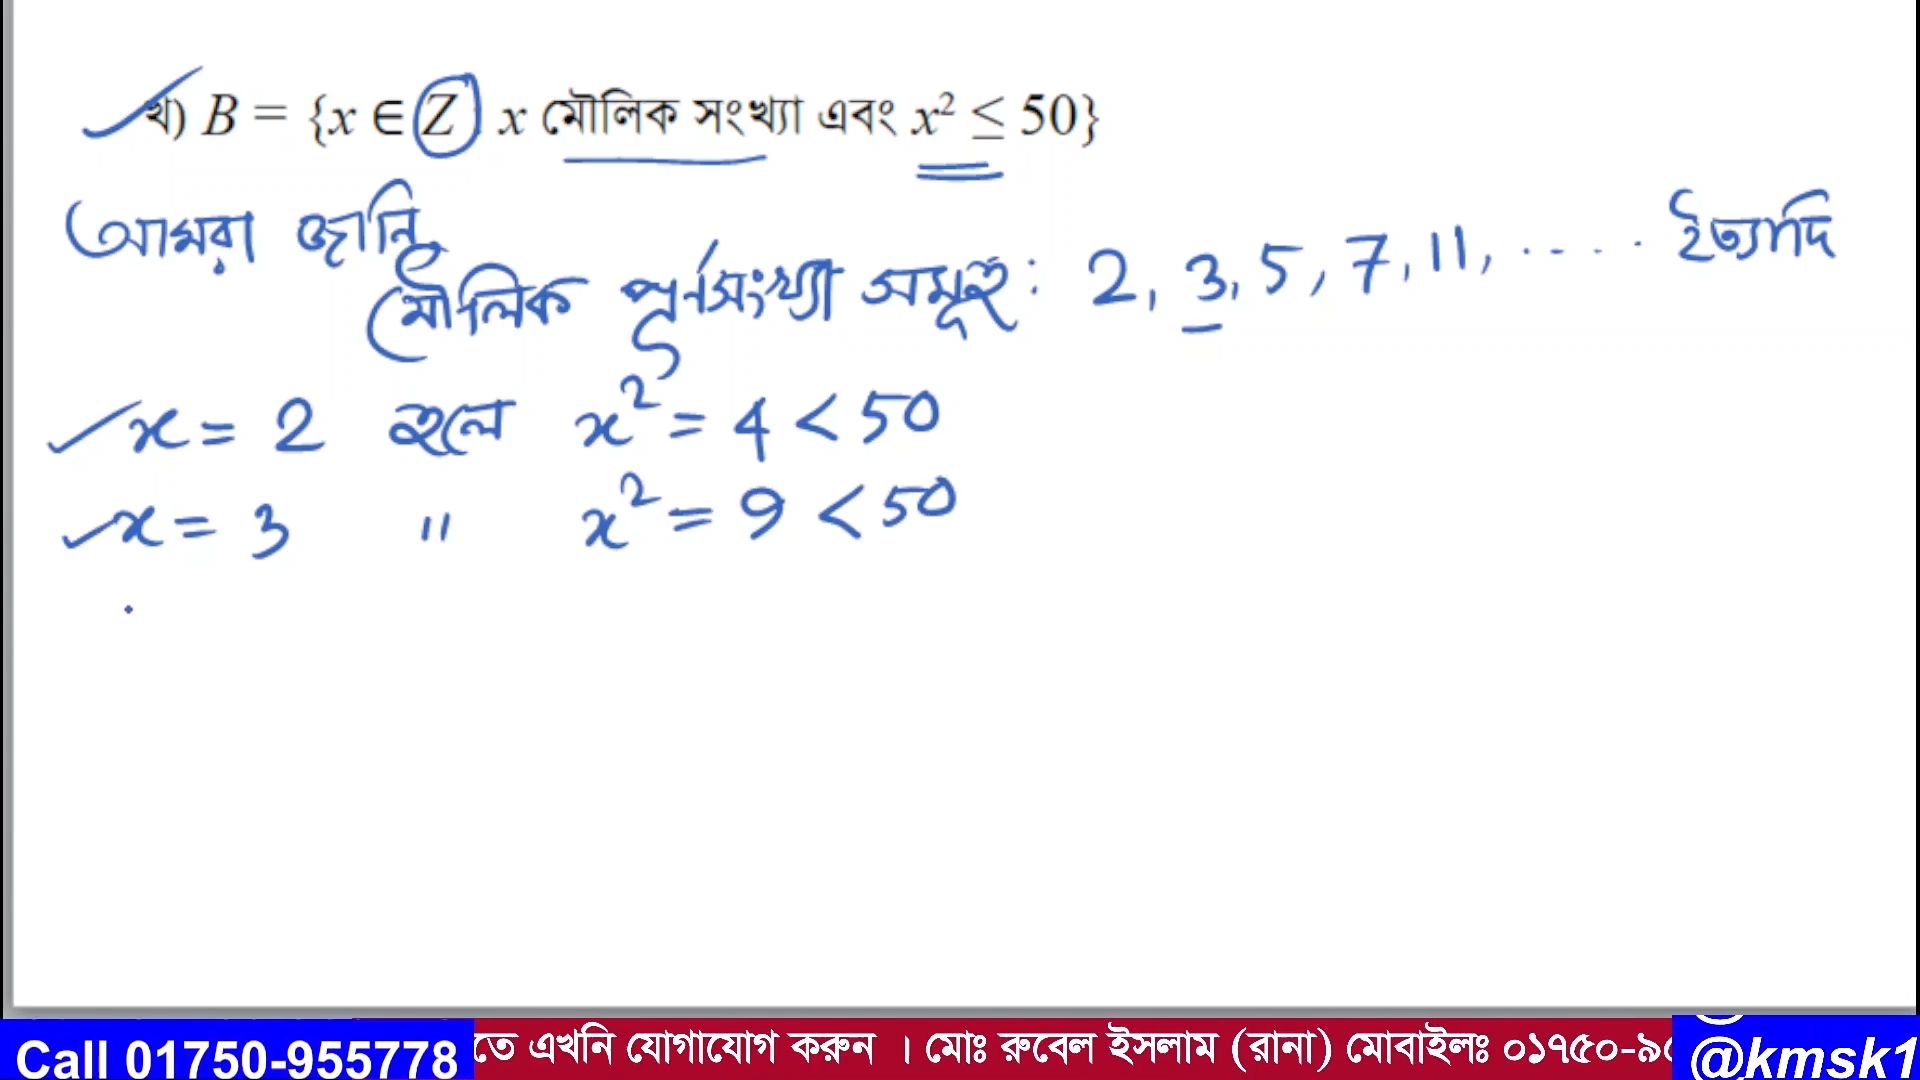 খ) B = {x ∈ Z x মৌলিক সংখ্যা এবং x² ≤ 50}
আমরা জানি,
মৌলিক পূর্ণসংখ্যা সমূহ : 2, 3, 5, 7, 11, ..... ইত্যাদি
x = 2 হলে x² = 4 < 50
x = 3 " x² = 9 < 50
Call 01750-955778 তে এখনি যোগাযোগ করুন । মোঃ রুবেল ইসলাম (রানা) মোবাইলঃ ০১৭৫০-৯৫ @kmsk1